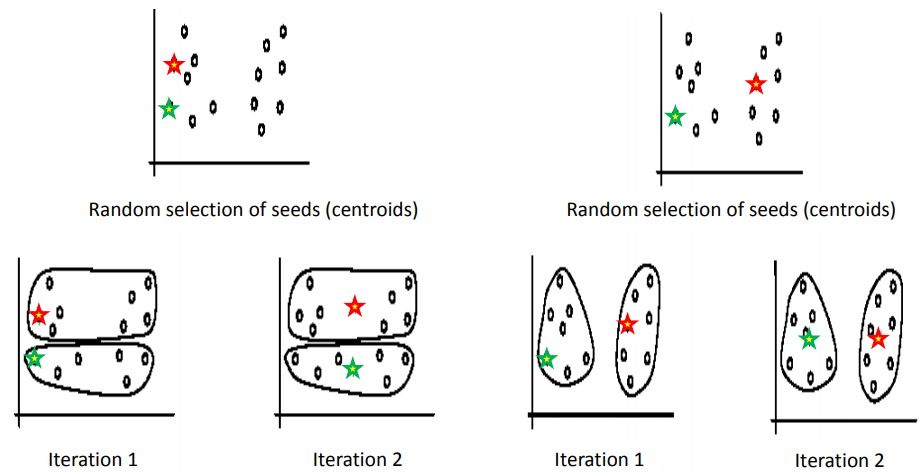 Random selection of seeds (centroids)
Random selection of seeds (centroids)
Iteration 1
Iteration 2
Iteration 1
Iteration 2